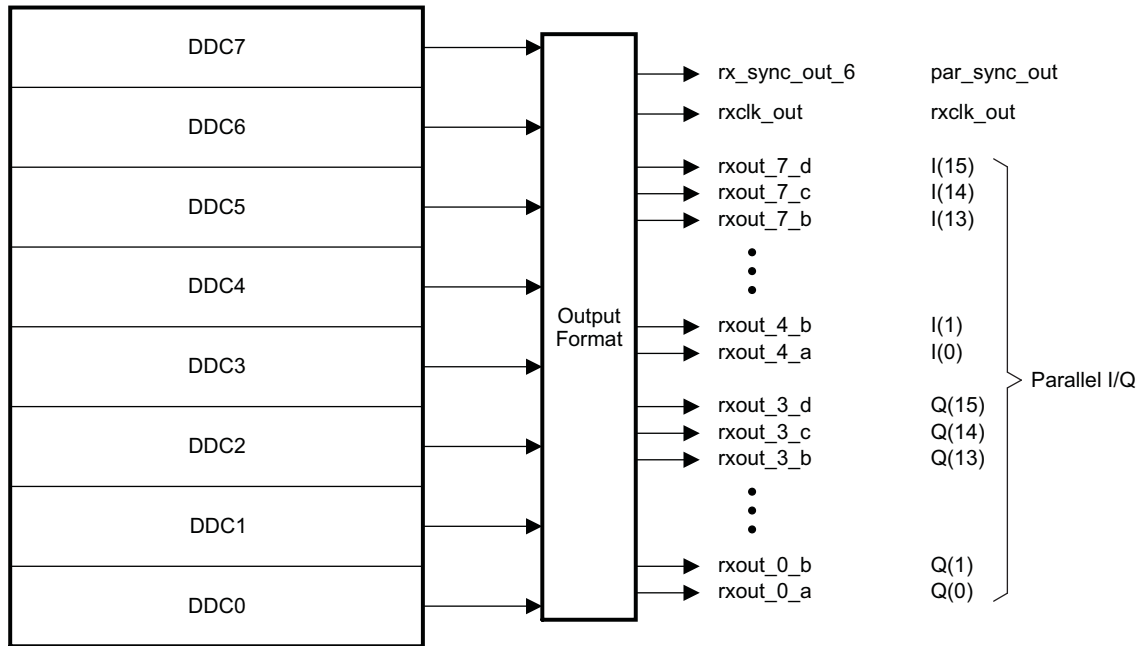 DDC7
DDC6
DDC5
DDC4
DDC3
DDC2
DDC1
DDC0
Output
Format
rx_sync_out_6 par_sync_out
rxclk_out rxclk_out
rxout_7_d I(15)
rxout_7_c I(14)
rxout_7_b I(13)
rxout_4_b I(1)
rxout_4_a I(0)
rxout_3_d Q(15)
rxout_3_c Q(14)
rxout_3_b Q(13)
rxout_0_b Q(1)
rxout_0_a Q(0)
Parallel I/Q